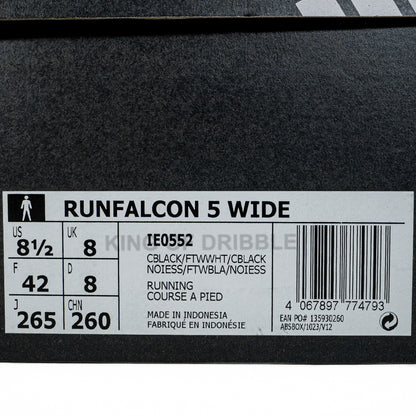 RUNFALCON 5 WIDE
US 8½ UK 8
F 42 D 8
J 265 CHN 260
IE0552
KING OF DRIBBLE
CBLACK/FTWWHT/CBLACK
NOIESS/FTWBLA/NOIESS
RUNNING
COURSE A PIED
MADE IN INDONESIA
FABRIQUÉ EN INDONÉSIE
4 067897 774793
EAN PO# 135930260
ABSBOX/1023/V12